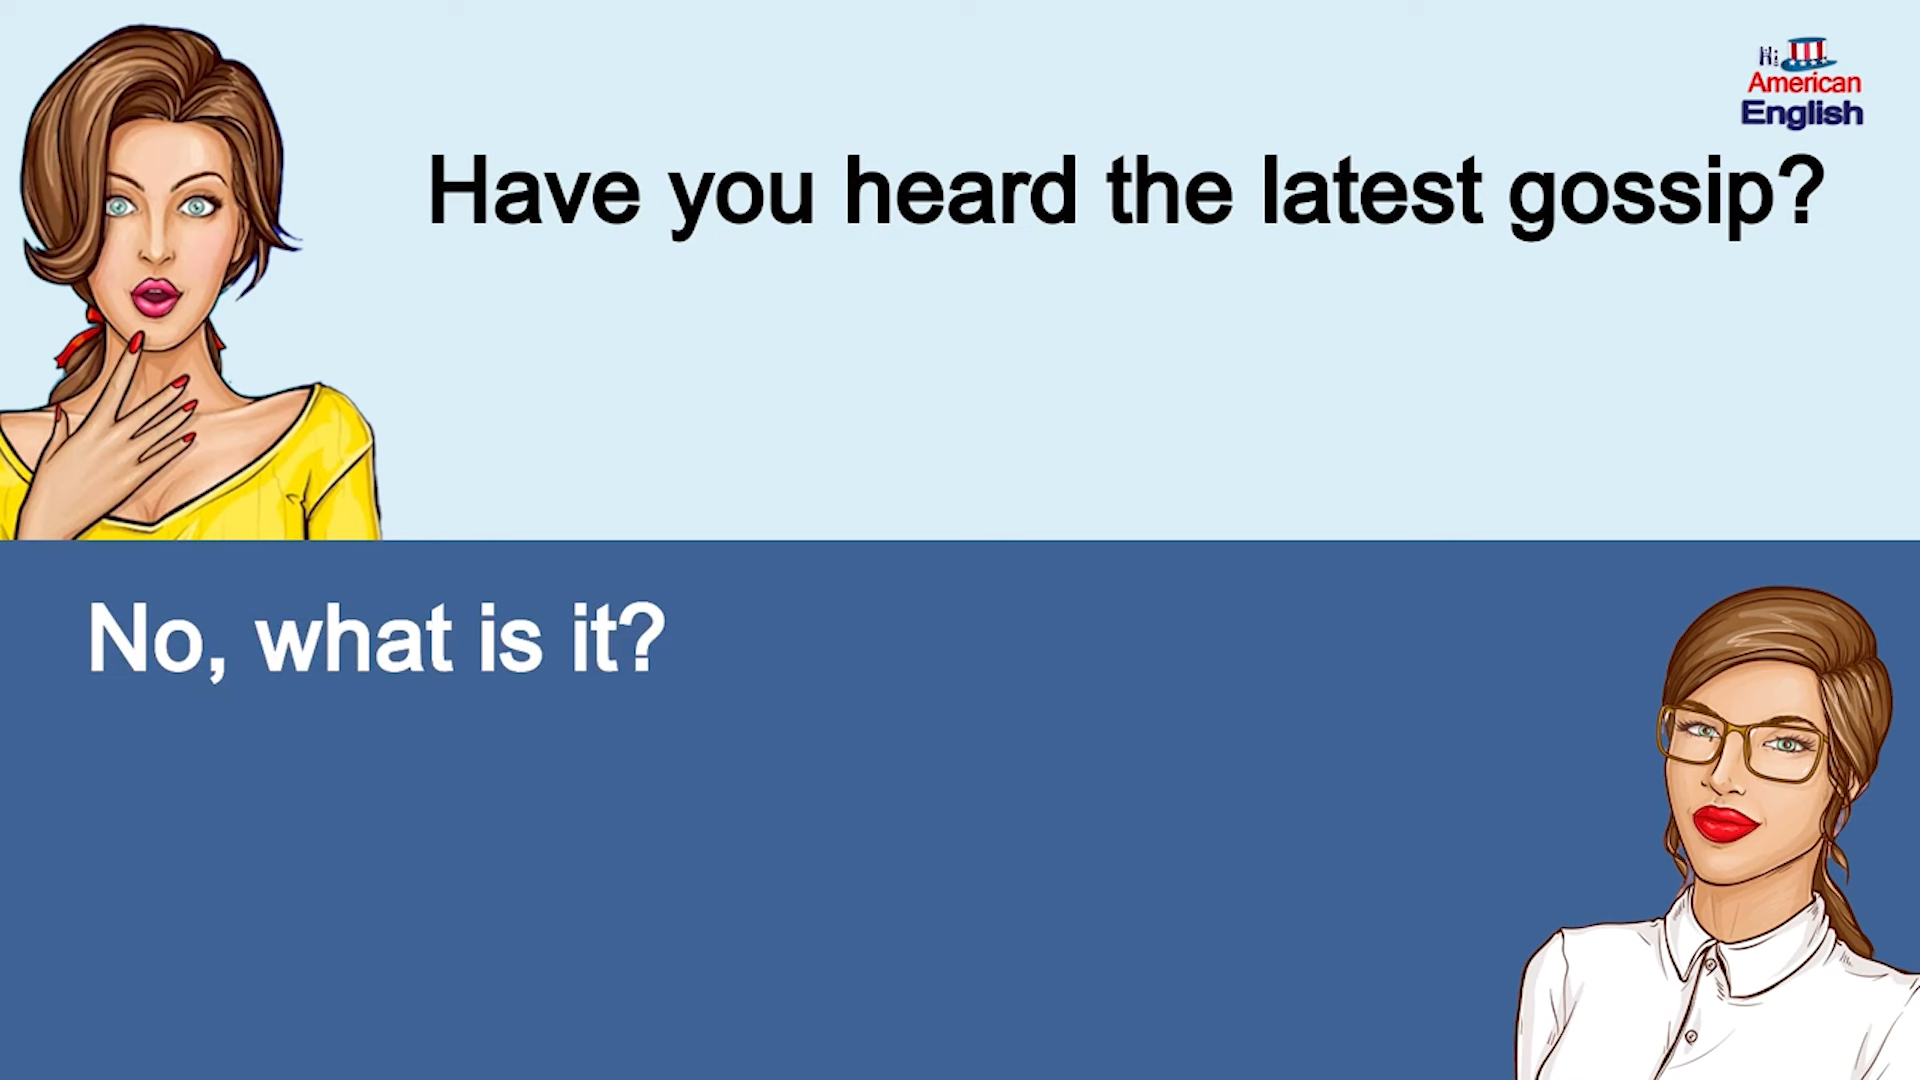 Hi
American
English
Have you heard the latest gossip?
No, what is it?